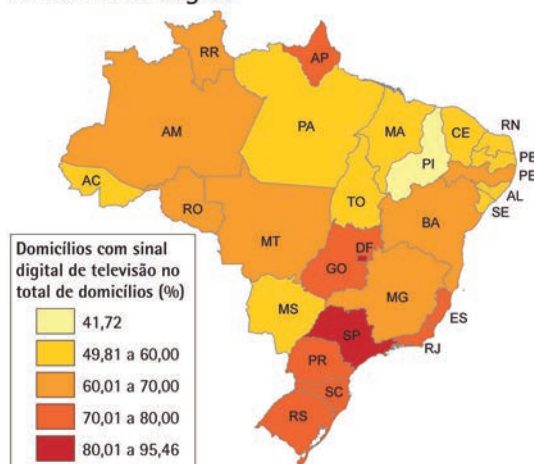 RR
AP
AM
PA
MA
CE
RN
PB
PI
PE
AC
TO
AL
SE
RO
BA
MT
DF
GO
MG
ES
MS
SP
RJ
PR
SC
RS
Domicílios com sinal
digital de televisão no
total de domicílios (%)
41,72
49,81 a 60,00
60,01 a 70,00
70,01 a 80,00
80,01 a 95,46